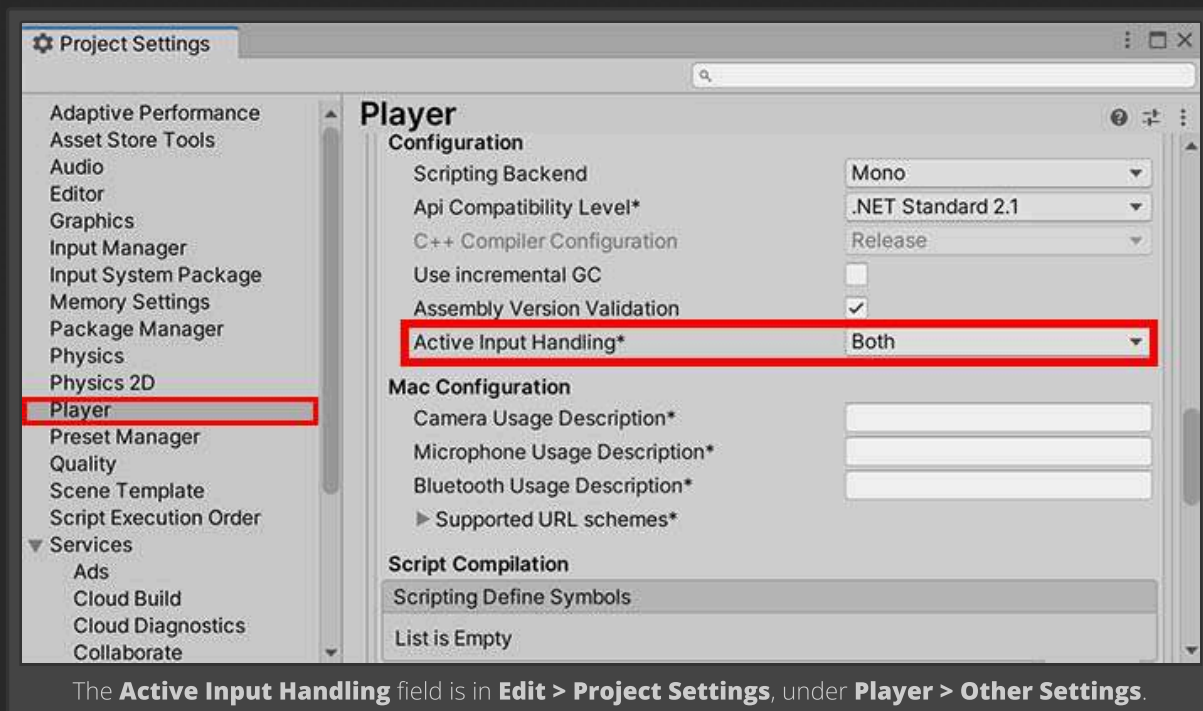 Project Settings
Adaptive Performance
Asset Store Tools
Audio
Editor
Graphics
Input Manager
Input System Package
Memory Settings
Package Manager
Physics
Physics 2D
Player
Preset Manager
Quality
Scene Template
Script Execution Order
Services
Ads
Cloud Build
Cloud Diagnostics
Collaborate
Player
Configuration
Scripting Backend Mono
Api Compatibility Level* .NET Standard 2.1
C++ Compiler Configuration Release
Use incremental GC
Assembly Version Validation
Active Input Handling* Both
Mac Configuration
Camera Usage Description*
Microphone Usage Description*
Bluetooth Usage Description*
Supported URL schemes*
Script Compilation
Scripting Define Symbols
List is Empty
The Active Input Handling field is in Edit > Project Settings, under Player > Other Settings.